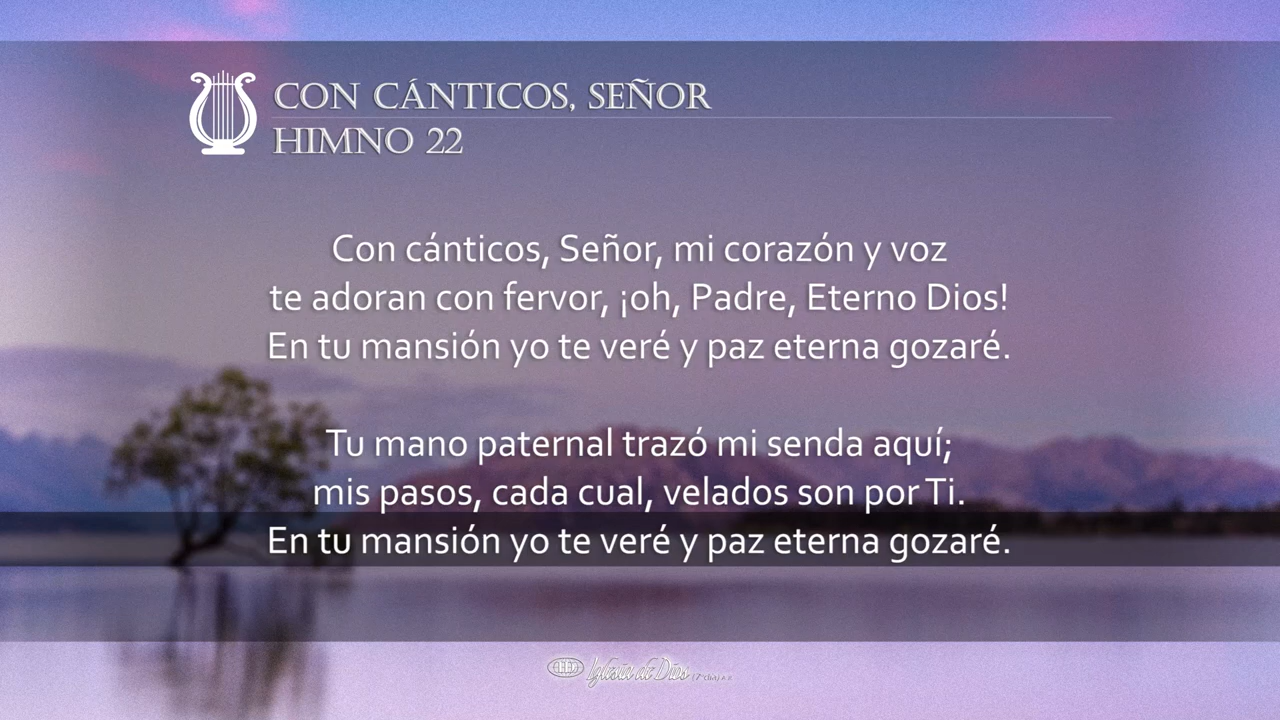 CON CÁNTICOS, SEÑOR
HIMNO 22
Con cánticos, Señor, mi corazón y voz
te adoran con fervor, ¡oh, Padre, Eterno Dios!
En tu mansión yo te veré y paz eterna gozaré.
Tu mano paternal trazó mi senda aquí;
mis pasos, cada cual, velados son por Ti.
En tu mansión yo te veré y paz eterna gozaré.
Iglesia de Dios